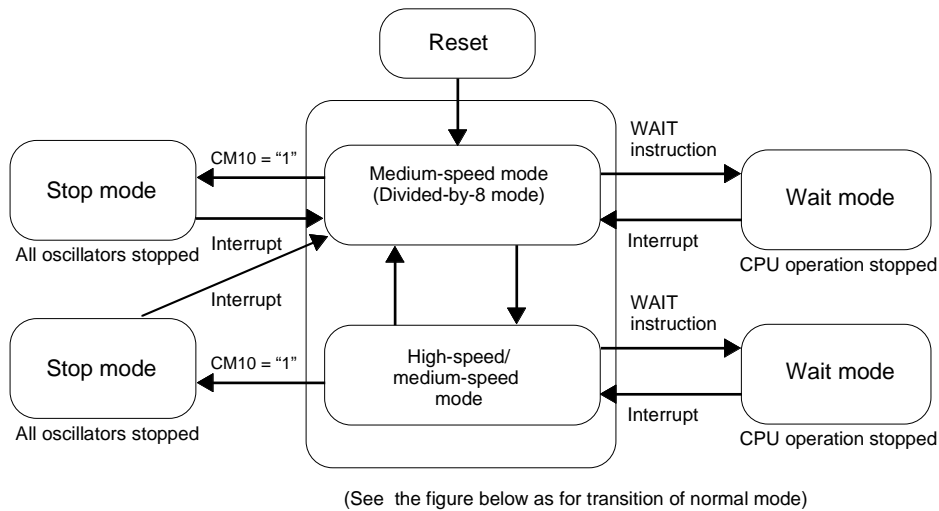 Reset
WAIT
instruction
CM10 = “1”
Medium-speed mode
(Divided-by-8 mode)
Stop mode
Wait mode
Interrupt
Interrupt
All oscillators stopped
CPU operation stopped
Interrupt
WAIT
instruction
High-speed/
medium-speed
mode
CM10 = “1”
Stop mode
Wait mode
Interrupt
All oscillators stopped
CPU operation stopped
(See the figure below as for transition of normal mode)